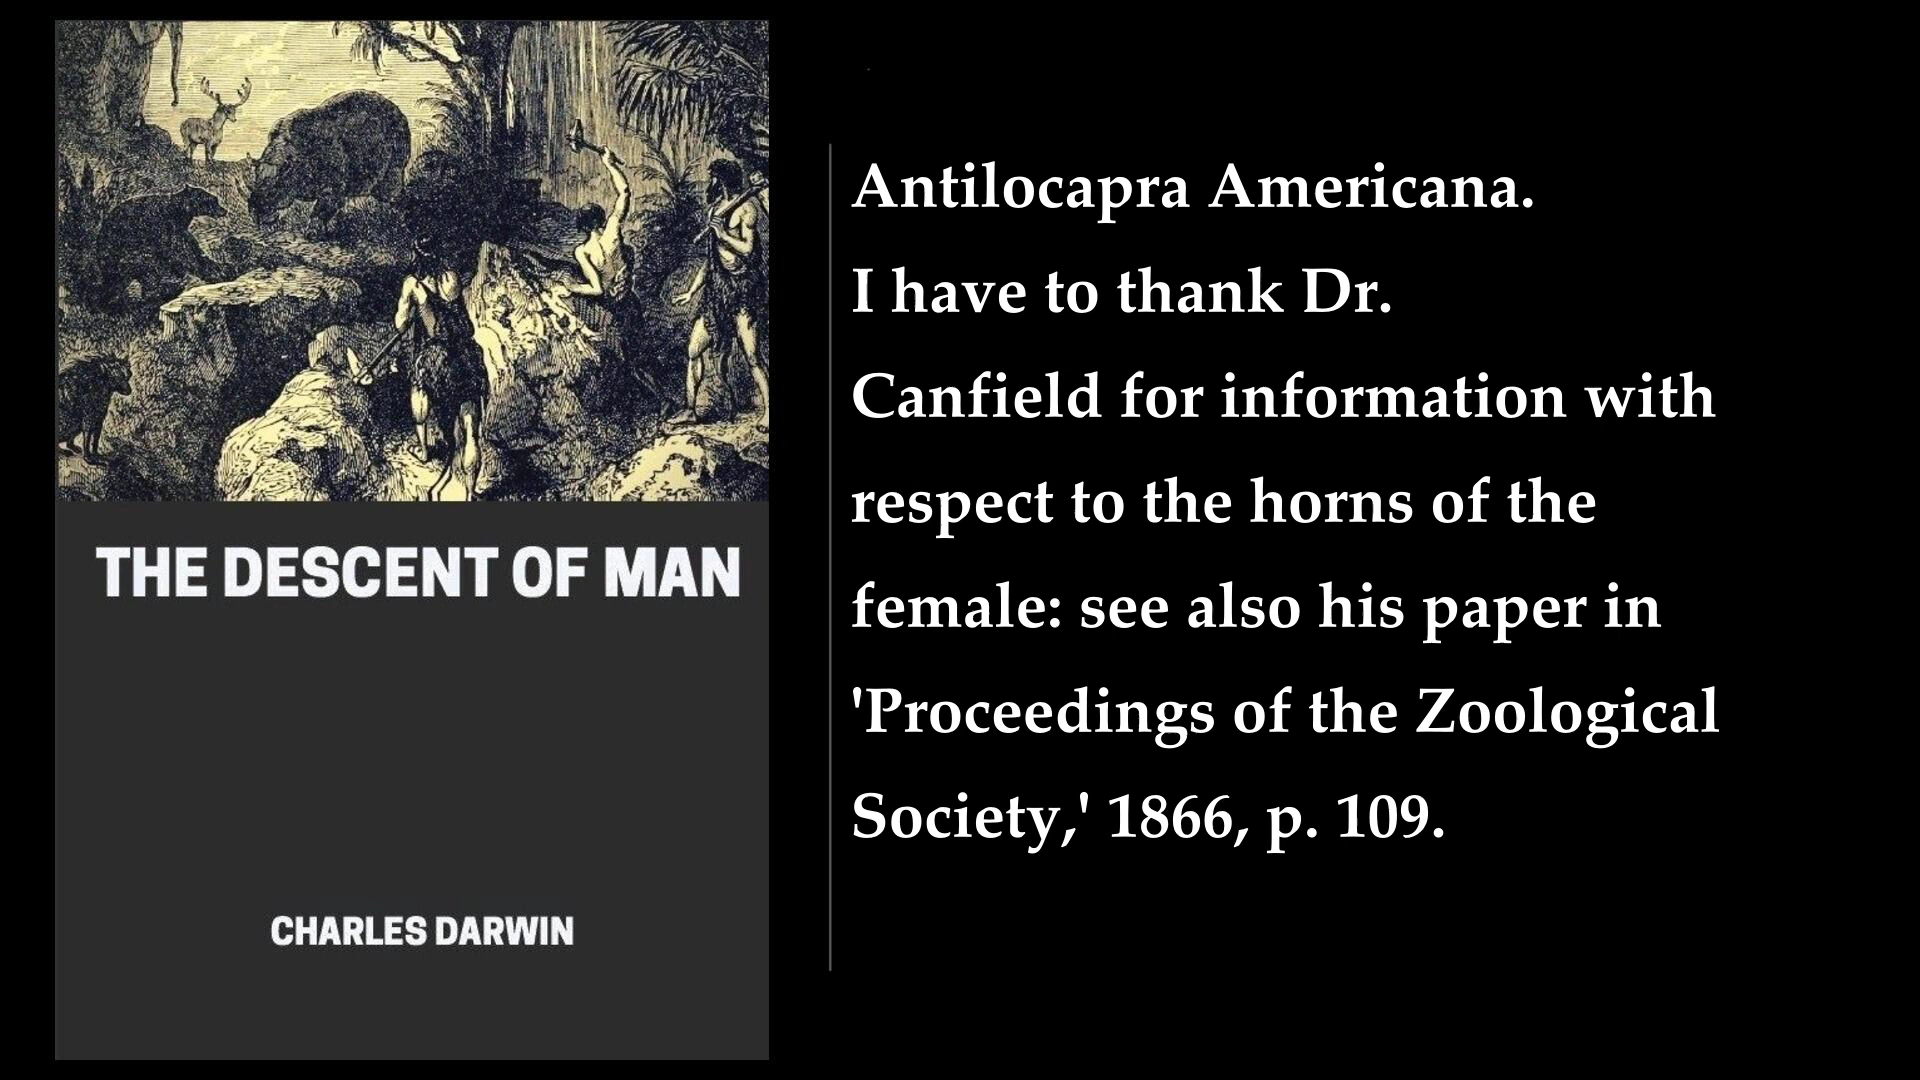 THE DESCENT OF MAN
CHARLES DARWIN
Antilocapra Americana.
I have to thank Dr.
Canfield for information with
respect to the horns of the
female: see also his paper in
'Proceedings of the Zoological
Society,' 1866, p. 109.